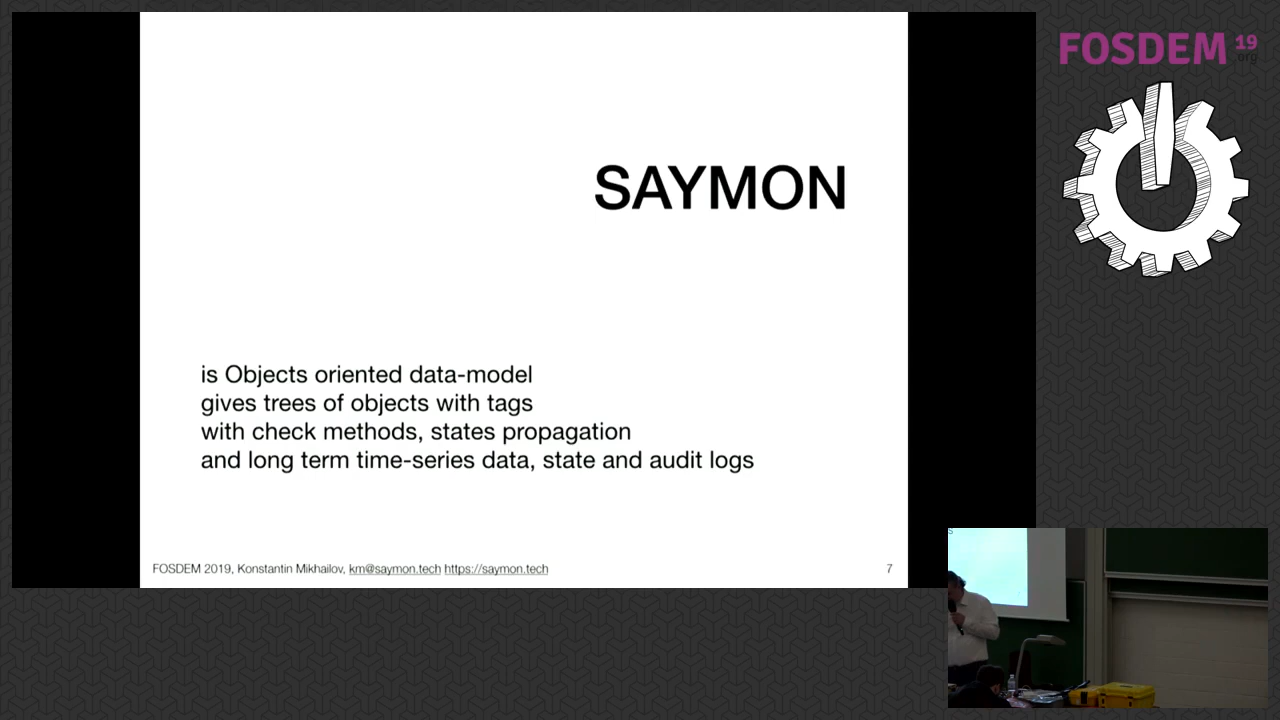 FOSDEM 19
.org
SAYMON
is Objects oriented data-model
gives trees of objects with tags
with check methods, states propagation
and long term time-series data, state and audit logs
FOSDEM 2019, Konstantin Mikhailov, km@saymon.tech https://saymon.tech
7